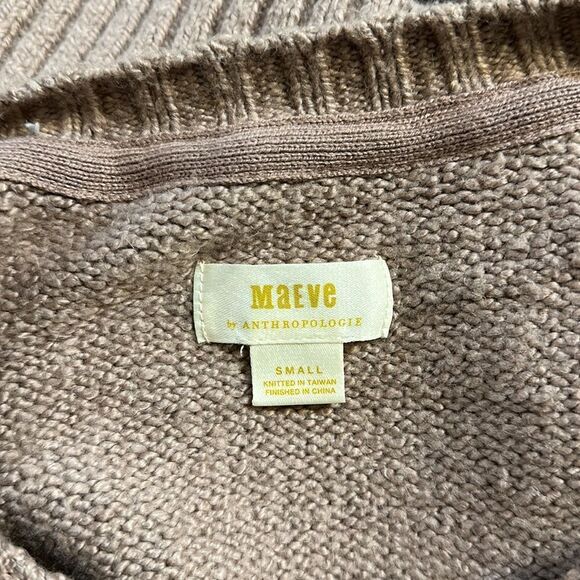 MaEve
by ANTHROPOLOGIE
SMALL
KNITTED IN TAIWAN
FINISHED IN CHINA